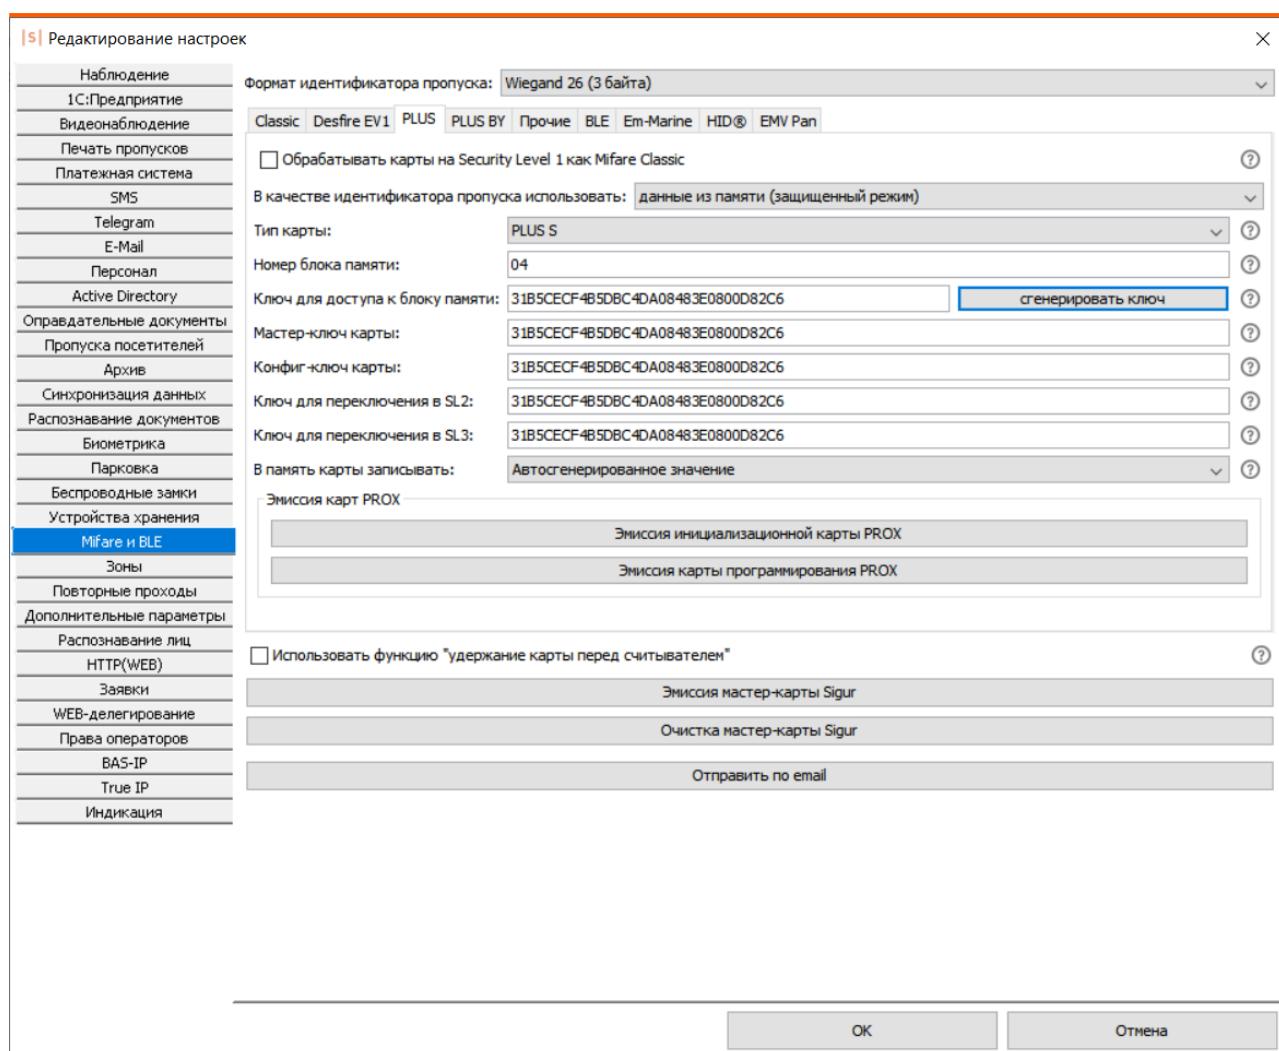 |S| Редактирование настроек
Наблюдение
1С:Предприятие
Видеонаблюдение
Печать пропусков
Платежная система
SMS
Telegram
E-Mail
Персонал
Active Directory
Оправдательные документы
Пропуска посетителей
Архив
Синхронизация данных
Распознавание документов
Биометрика
Парковка
Беспроводные замки
Устройства хранения
Mifare и BLE
Зоны
Повторные проходы
Дополнительные параметры
Распознавание лиц
HTTP(WEB)
Заявки
WEB-делегирование
Права операторов
BAS-IP
True IP
Индикация
Формат идентификатора пропуска: Wiegand 26 (3 байта)
Classic Desfire EV1 PLUS PLUS BY Прочие BLE Em-Marine HID® EMV Pan
Обрабатывать карты на Security Level 1 как Mifare Classic ?
В качестве идентификатора пропуска использовать: данные из памяти (защищенный режим)
Тип карты: PLUS S ?
Номер блока памяти: 04 ?
Ключ для доступа к блоку памяти: 31B5CECF4B5DBC4DA08483E0800D82C6 сгенерировать ключ ?
Мастер-ключ карты: 31B5CECF4B5DBC4DA08483E0800D82C6 ?
Конфиг-ключ карты: 31B5CECF4B5DBC4DA08483E0800D82C6 ?
Ключ для переключения в SL2: 31B5CECF4B5DBC4DA08483E0800D82C6 ?
Ключ для переключения в SL3: 31B5CECF4B5DBC4DA08483E0800D82C6 ?
В память карты записывать: Автосгенерированное значение ?
Эмиссия карт PROX
Эмиссия инициализационной карты PROX
Эмиссия карты программирования PROX
Использовать функцию "удержание карты перед считывателем" ?
Эмиссия мастер-карты Sigur
Очистка мастер-карты Sigur
Отправить по email
OK Отмена